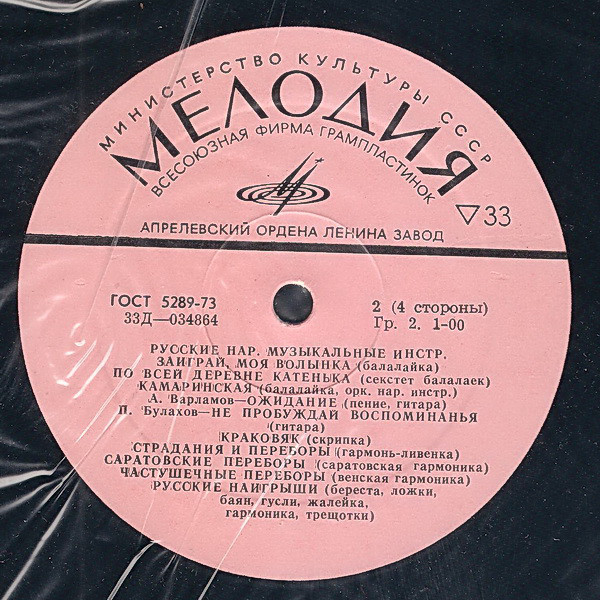 МИНИСТЕРСТВО КУЛЬТУРЫ СССР
МЕЛОДИЯ
ВСЕСОЮЗНАЯ ФИРМА ГРАМПЛАСТИНОК
▽33
АПРЕЛЕВСКИЙ ОРДЕНА ЛЕНИНА ЗАВОД
ГОСТ 5289-73
33Д—034864
2 (4 стороны)
Гр. 2. 1-00
РУССКИЕ НАР. МУЗЫКАЛЬНЫЕ ИНСТР.
ЗАИГРАЙ, МОЯ ВОЛЫНКА (балалайка)
ПО ВСЕЙ ДЕРЕВНЕ КАТЕНЬКА (секстет балалаек)
КАМАРИНСКАЯ (балалайка, орк. нар. инстр.)
А. Варламов—ОЖИДАНИЕ (пение, гитара)
П. Булахов—НЕ ПРОБУЖДАЙ ВОСПОМИНАНЬЯ
(гитара)
КРАКОВЯК (скрипка)
СТРАДАНИЯ И ПЕРЕБОРЫ (гармонь-ливенка)
САРАТОВСКИЕ ПЕРЕБОРЫ (саратовская гармоника)
ЧАСТУШЕЧНЫЕ ПЕРЕБОРЫ (венская гармоника)
РУССКИЕ НАИГРЫШИ (береста, ложки,
баян, гусли, жалейка,
гармоника, трещотки)